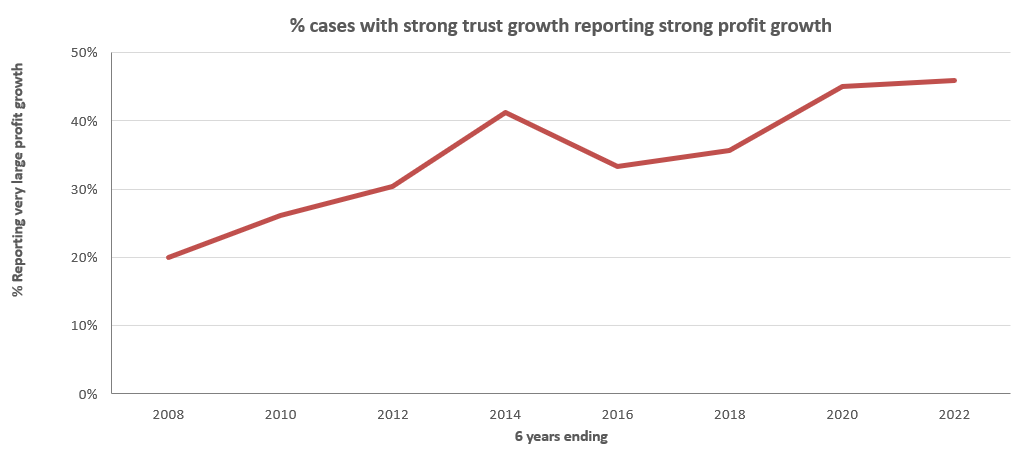 % cases with strong trust growth reporting strong profit growth
% Reporting very large profit growth
50%
40%
30%
20%
10%
0%
2008 2010 2012 2014 2016 2018 2020 2022
6 years ending